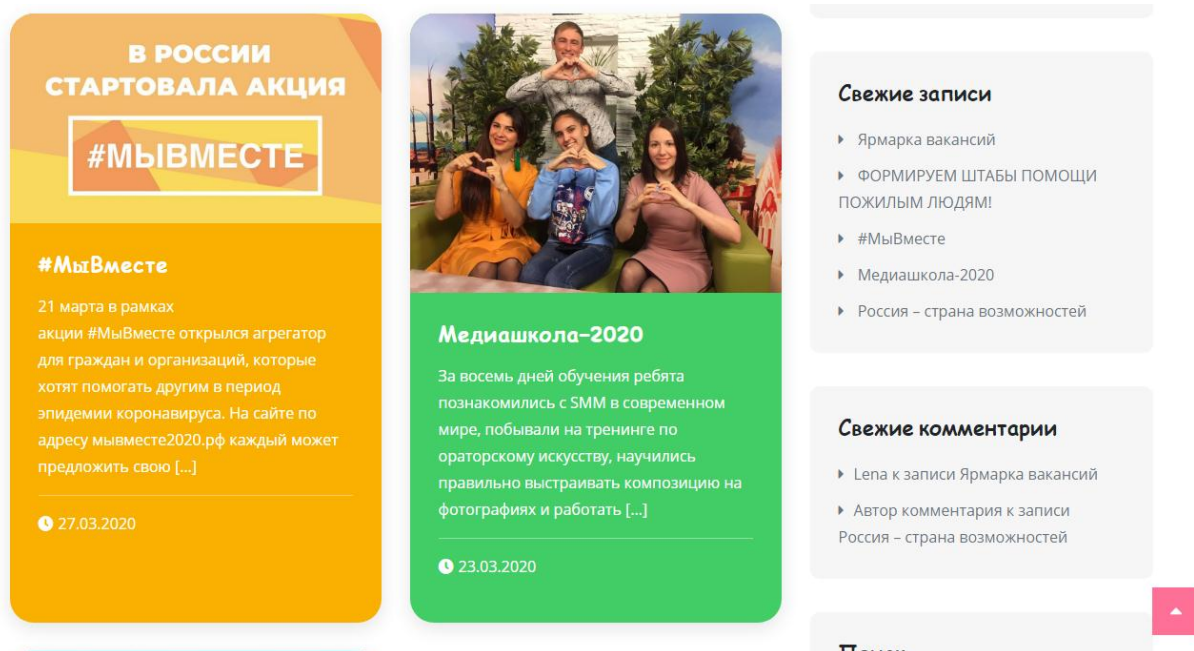 В РОССИИ
СТАРТОВАЛА АКЦИЯ
#МЫВМЕСТЕ
#МыВместе
21 марта в рамках
акции #МыВместе открылся агрегатор
для граждан и организаций, которые
хотят помогать другим в период
эпидемии коронавируса. На сайте по
адресу мывместе2020.рф каждый может
предложить свою [...]
27.03.2020
Медиашкола-2020
За восемь дней обучения ребята
познакомились с SMM в современном
мире, побывали на тренинге по
ораторскому искусству, научились
правильно выстраивать композицию на
фотографиях и работать [...]
23.03.2020
Свежие записи
Ярмарка вакансий
ФОРМИРУЕМ ШТАБЫ ПОМОЩИ
ПОЖИЛЫМ ЛЮДЯМ!
#МыВместе
Медиашкола-2020
Россия – страна возможностей
Свежие комментарии
Lena к записи Ярмарка вакансий
Автор комментария к записи
Россия – страна возможностей